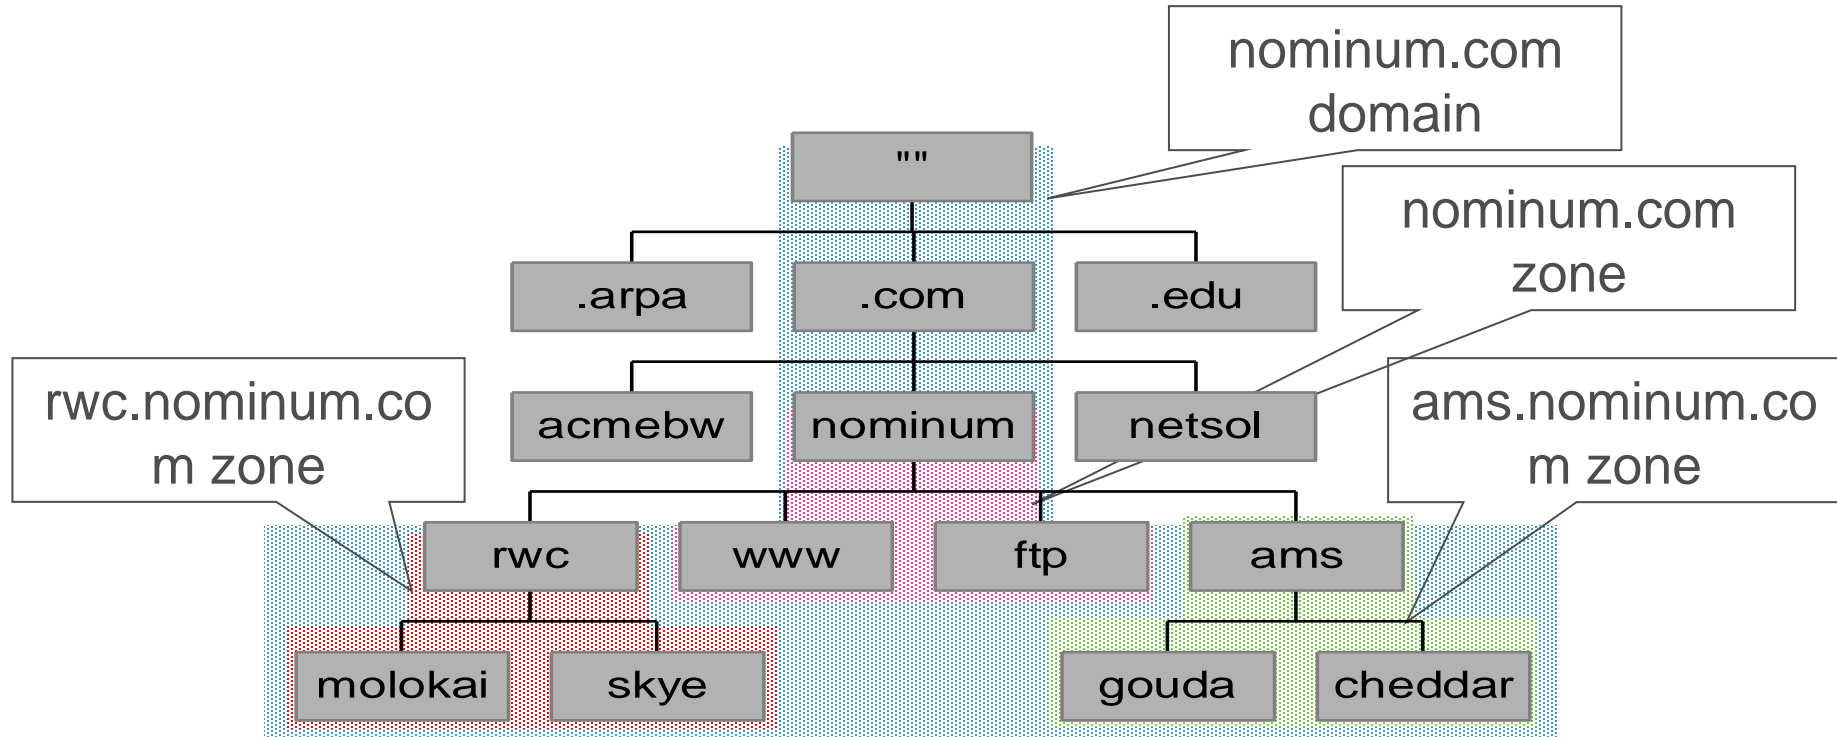 nominum.com
domain
""
nominum.com
zone
.arpa
.com
.edu
rwc.nominum.co
m zone
acmebw
nominum
netsol
ams.nominum.co
m zone
rwc
www
ftp
ams
molokai
skye
gouda
cheddar